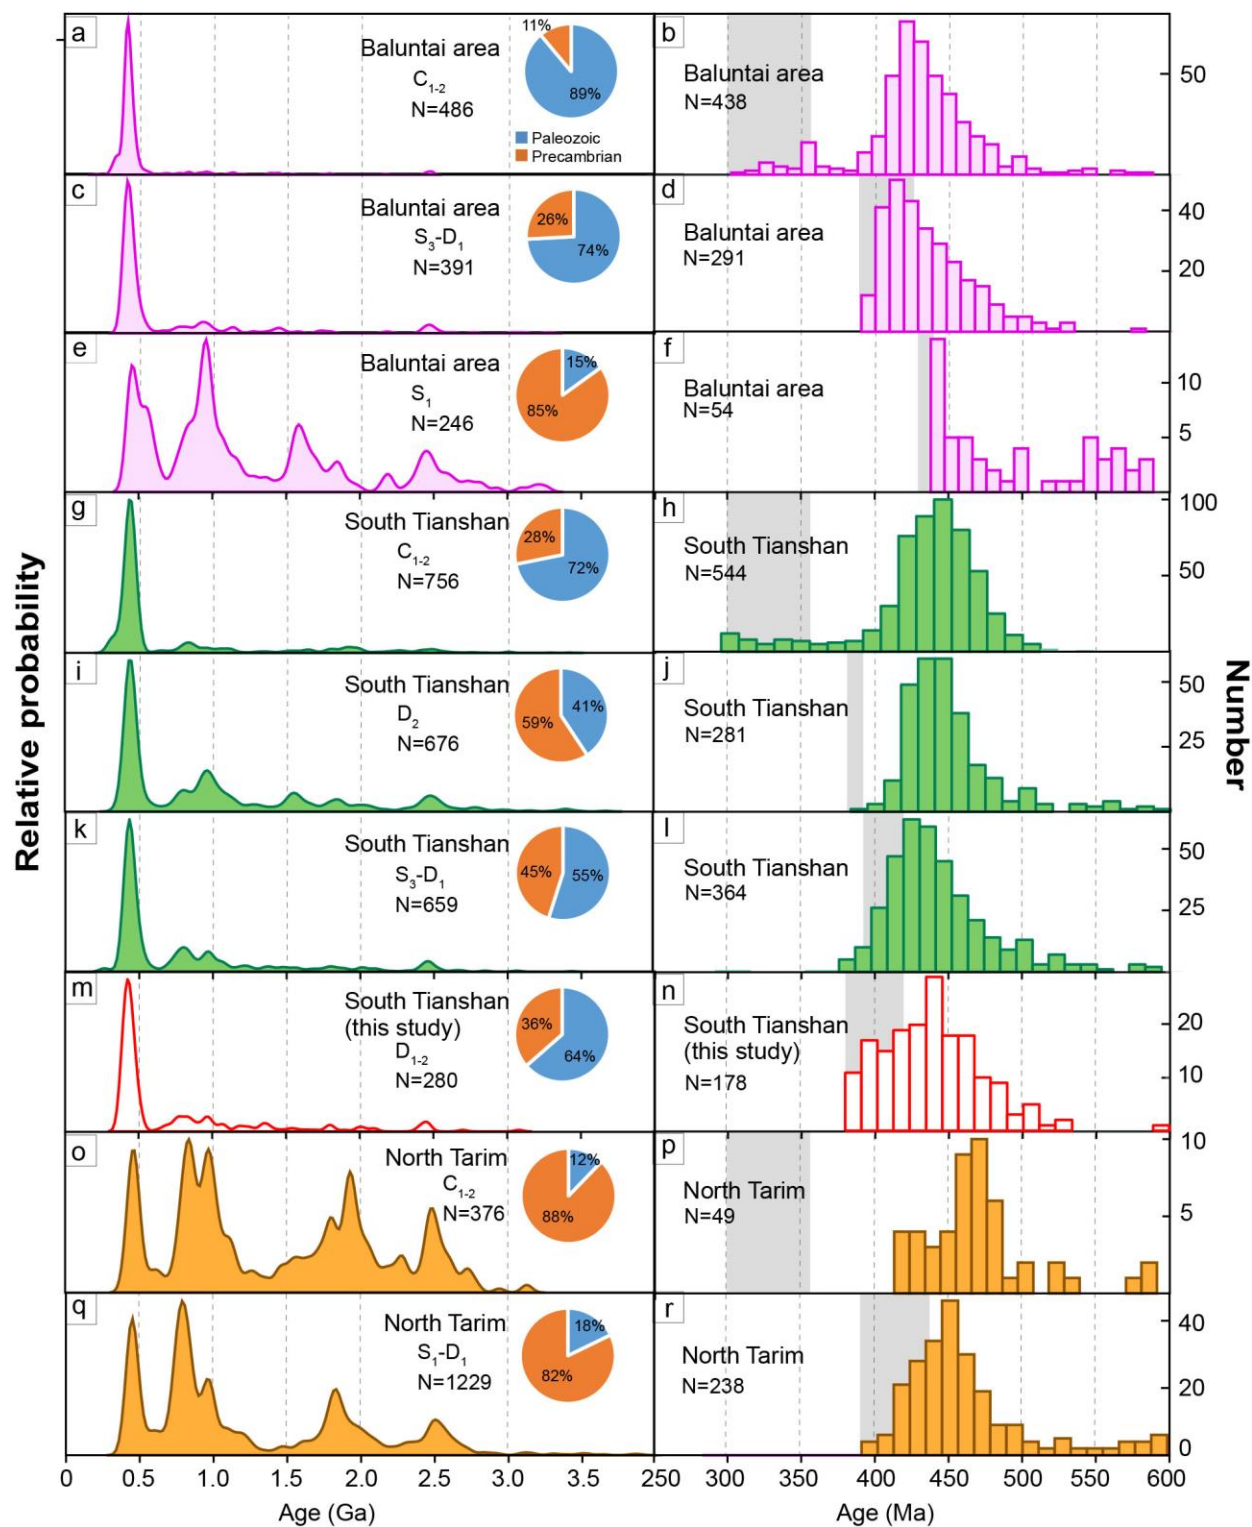 a
Baluntai area
C1-2
N=486
11%
89%
Paleozoic
Precambrian
b
Baluntai area
N=438
50
c
Baluntai area
S3-D1
N=391
26%
74%
d
Baluntai area
N=291
40
20
e
Baluntai area
S1
N=246
15%
85%
f
Baluntai area
N=54
10
5
g
South Tianshan
C1-2
N=756
28%
72%
h
South Tianshan
N=544
100
50
i
South Tianshan
D2
N=676
41%
59%
j
South Tianshan
N=281
50
25
k
South Tianshan
S3-D1
N=659
45%
55%
l
South Tianshan
N=364
50
25
m
South Tianshan
(this study)
D1-2
N=280
36%
64%
n
South Tianshan
(this study)
N=178
20
10
o
North Tarim
C1-2
N=376
12%
88%
p
North Tarim
N=49
10
5
q
North Tarim
S1-D1
N=1229
18%
82%
r
North Tarim
N=238
40
20
0
Relative probability
Number
0 0.5 1.0 1.5 2.0 2.5 3.0 3.5 250 300 350 400 450 500 550 600
Age (Ga)
Age (Ma)